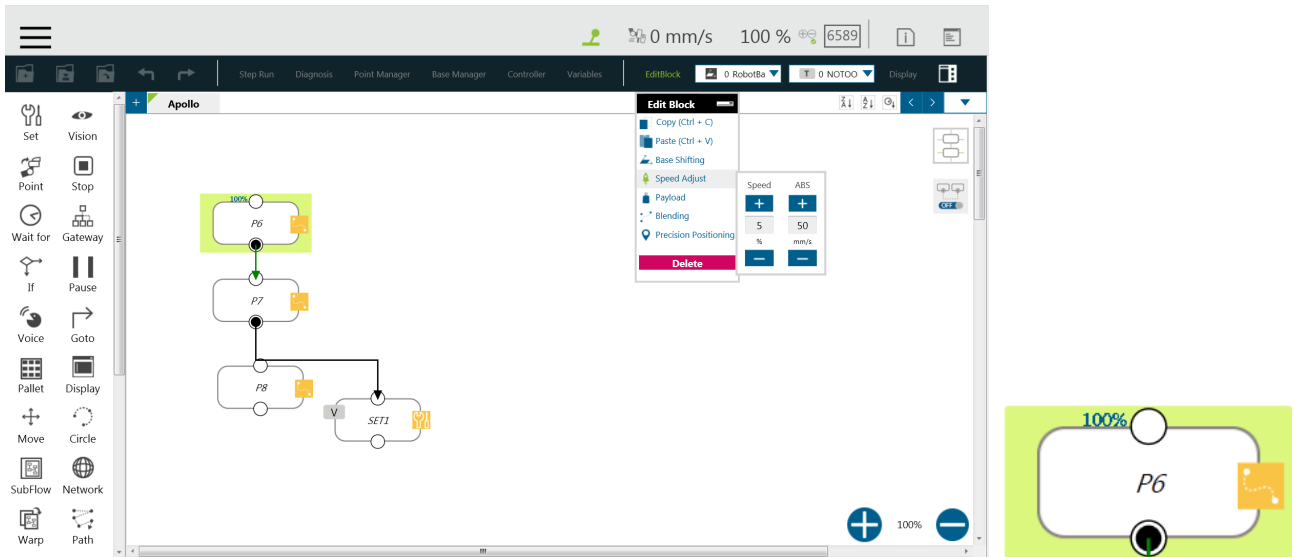 0 mm/s 100 % 6589
Step Run Diagnosis Point Manager Base Manager Controller Variables EditBlock 0 RobotBa T 0 NOTOO Display
+ Apollo
Set Vision
Point Stop
Wait for Gateway
If Pause
Voice Goto
Pallet Display
Move Circle
SubFlow Network
Warp Path
100%
P6
P7
P8
V
SET1
Edit Block
Copy (Ctrl + C)
Paste (Ctrl + V)
Base Shifting
Speed Adjust
Payload
Blending
Precision Positioning
Delete
Speed ABS
+ +
5 50
% mm/s
− −
Z A A Z
OFF
100%
100%
P6